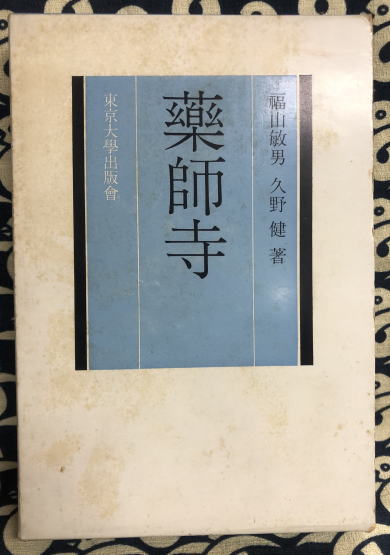 福山敏男 久野 健 著
藥師寺
東京大學出版會